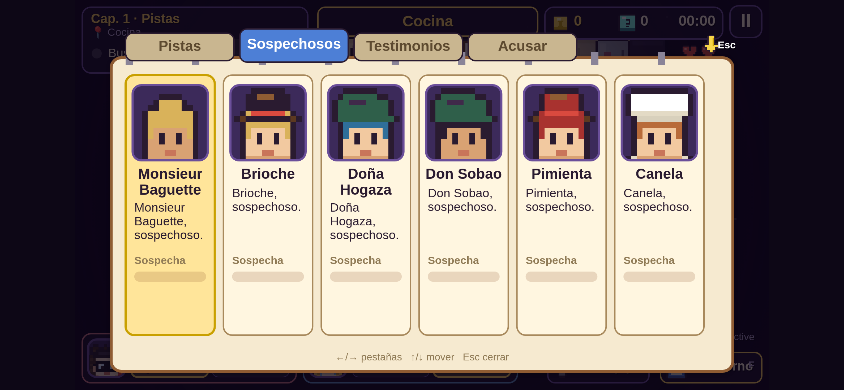 Cap. 1 · Pistas
Cocina
0
0
00:00
Cocina
Pistas
Sospechosos
Testimonios
Acusar
Esc
Monsieur
Baguette
Monsieur
Baguette,
sospechoso.
Sospecha
Brioche
Brioche,
sospechoso.
Sospecha
Doña
Hogaza
Doña
Hogaza,
sospechoso.
Sospecha
Don Sobao
Don Sobao,
sospechoso.
Sospecha
Pimienta
Pimienta,
sospechoso.
Sospecha
Canela
Canela,
sospechoso.
Sospecha
←/→ pestañas ↑/↓ mover Esc cerrar